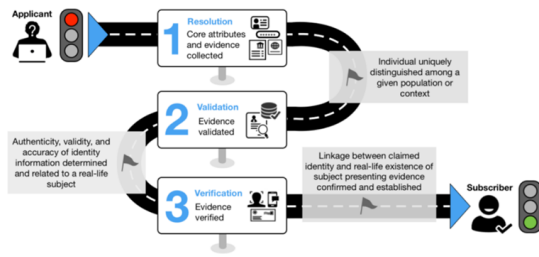 Applicant
1
Resolution
Core attributes
and evidence
collected
Individual uniquely
distinguished among a
given population or
context
2
Validation
Evidence
validated
Authenticity, validity, and
accuracy of identity
information determined
and related to a real-life
subject
3
Verification
Evidence
verified
Linkage between claimed
identity and real-life existence of
subject presenting evidence
confirmed and established
Subscriber